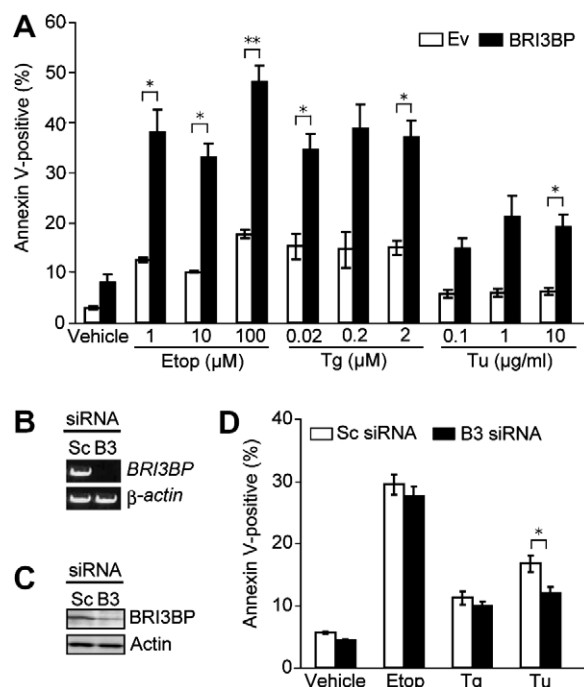 A
Annexin V-positive (%)
60
50
40
30
20
10
0
Ev BRI3BP
* * ** * * *
Vehicle 1 10 100 0.02 0.2 2 0.1 1 10
Etop (μM) Tg (μM) Tu (μg/ml)
B
siRNA
Sc B3
BRI3BP
β-actin
C
siRNA
Sc B3
BRI3BP
Actin
D
Annexin V-positive (%)
40
30
20
10
0
Sc siRNA B3 siRNA
*
Vehicle Etop Tg Tu